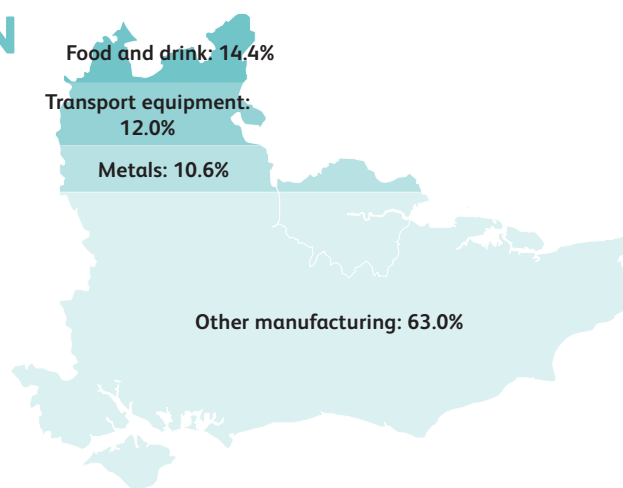 N
Food and drink: 14.4%
Transport equipment:
12.0%
Metals: 10.6%
Other manufacturing: 63.0%